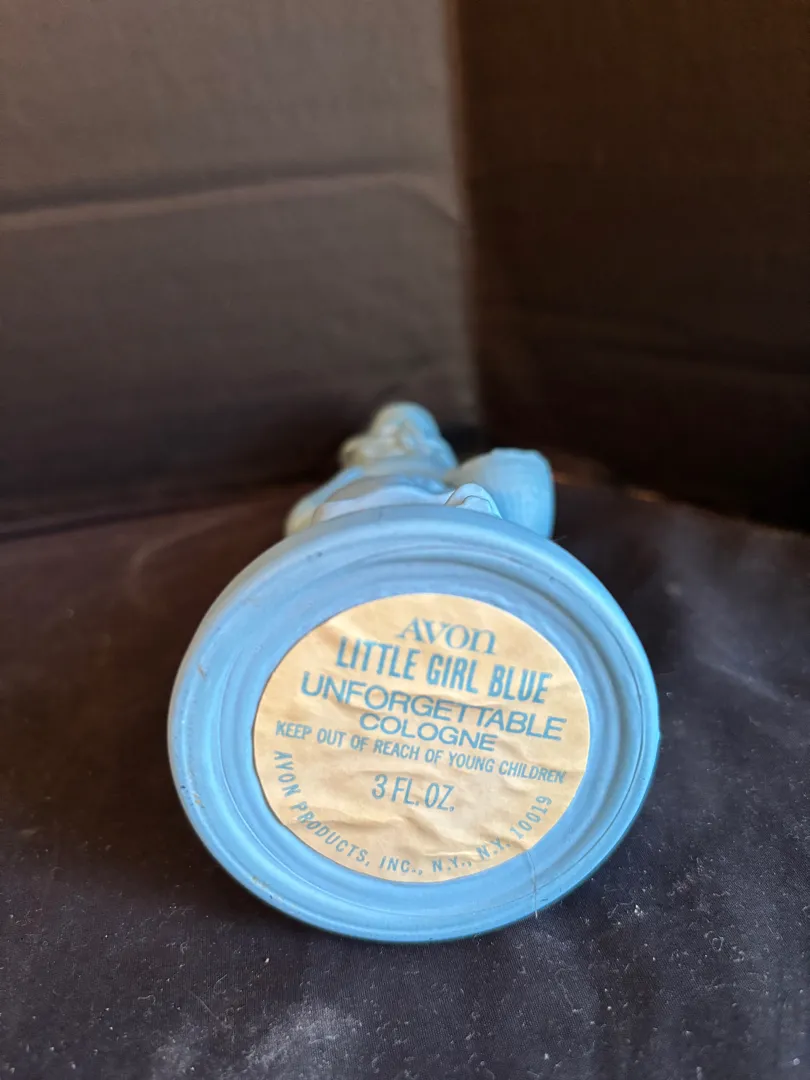 AVON
LITTLE GIRL BLUE
UNFORGETTABLE
COLOGNE
KEEP OUT OF REACH OF YOUNG CHILDREN
3 FL. OZ.
AVON PRODUCTS, INC., N.Y., N.Y. 10019